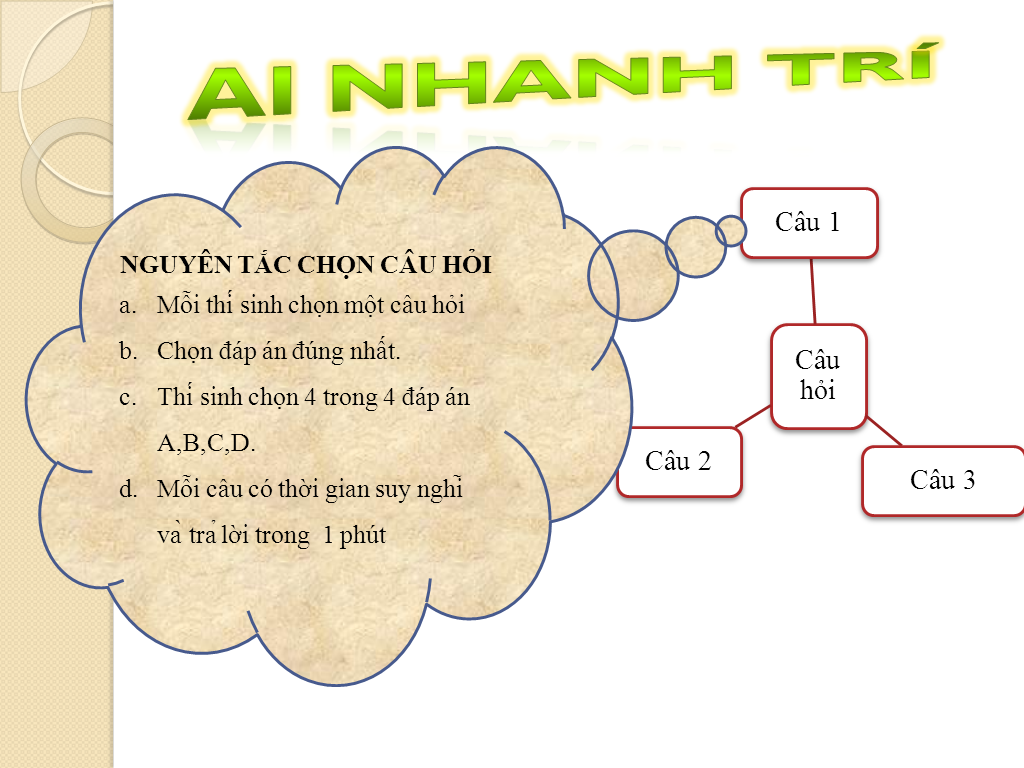 AI NHANH TRÍ
NGUYÊN TẮC CHỌN CÂU HỎI
a. Mỗi thí sinh chọn một câu hỏi
b. Chọn đáp án đúng nhất.
c. Thí sinh chọn 4 trong 4 đáp án
A,B,C,D.
d. Mỗi câu có thời gian suy nghĩ
và trả lời trong 1 phút
Câu 1
Câu
hỏi
Câu 2
Câu 3